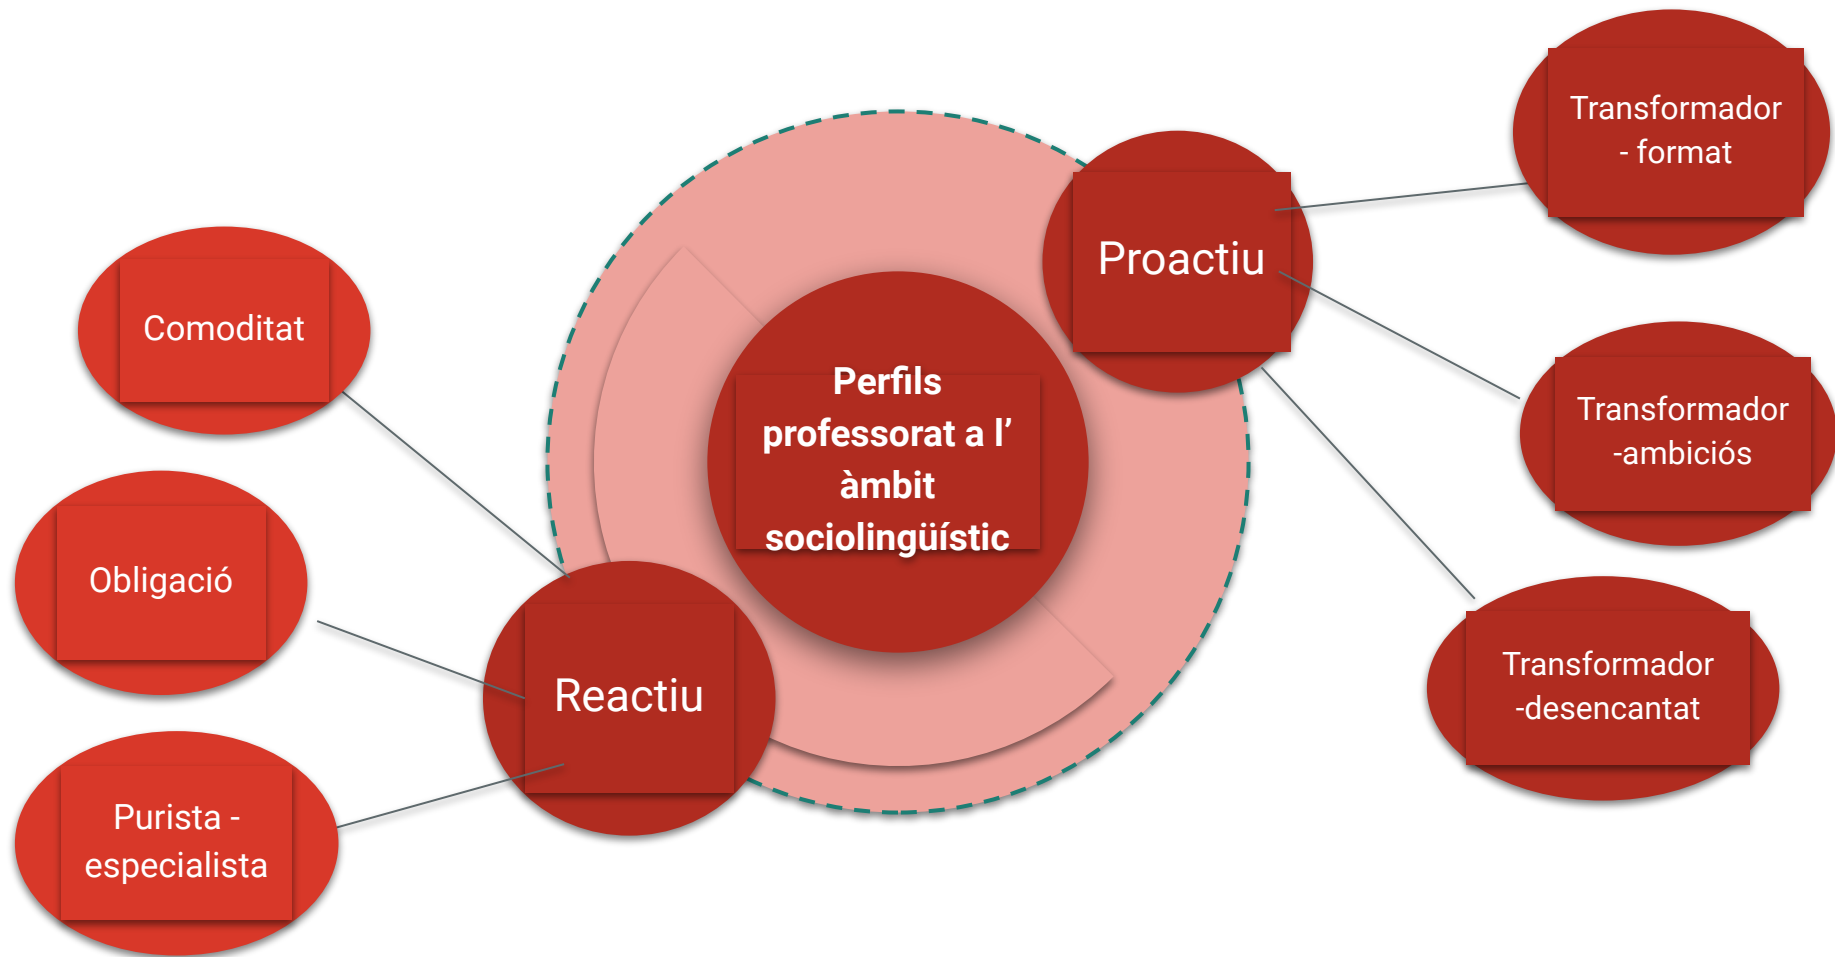 Perfils
professorat a l’
àmbit
sociolingüístic
Proactiu
Transformador
- format
Transformador
-ambiciós
Transformador
-desencantat
Reactiu
Comoditat
Obligació
Purista -
especialista